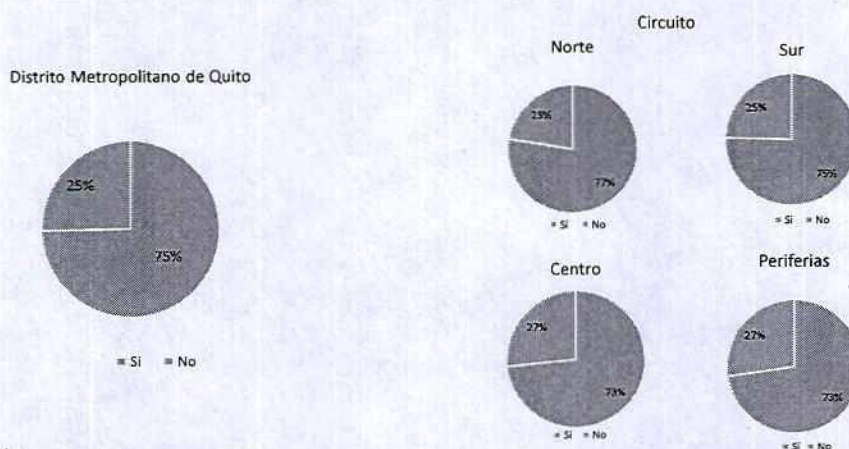 Distrito Metropolitano de Quito
25%
75%
Si No
Circuito
Norte
23%
77%
Si No
Sur
25%
75%
Si No
Centro
27%
73%
Si No
Periferias
27%
73%
Si No